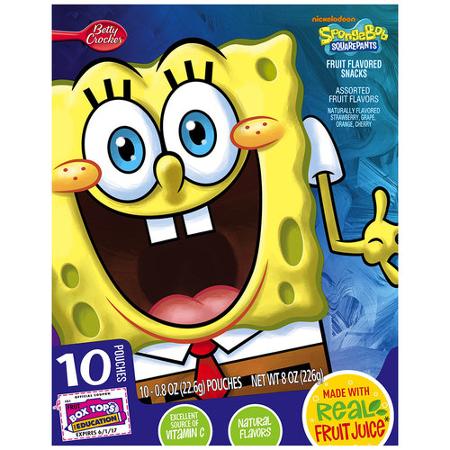 Betty
Crocker
nickelodeon
SpongeBob
SQUAREPANTS
FRUIT FLAVORED
SNACKS
ASSORTED
FRUIT FLAVORS
NATURALLY FLAVORED
STRAWBERRY, GRAPE,
ORANGE, CHERRY
10 POUCHES
10 - 0.8 OZ (22.6g) POUCHES NET WT 8 OZ (226g)
OFFICIAL COUPON
BOX TOPS
EDUCATION
EXPIRES 6/1/17
EXCELLENT
SOURCE OF
VITAMIN C
NATURAL
FLAVORS
MADE WITH
Real
FRUIT JUICE